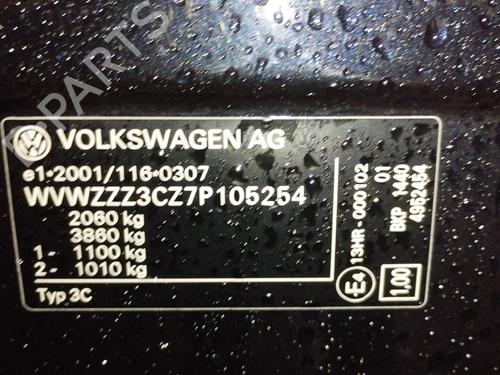 B PARTS
VOLKSWAGEN AG
e1*2001/116*0307
WVWZZZ3CZ7P105254
2060 kg
3860 kg
1- 1100 kg
2- 1010 kg
Typ 3C
E4
13HR-000102
01
BKP 1440
4952454
1,00